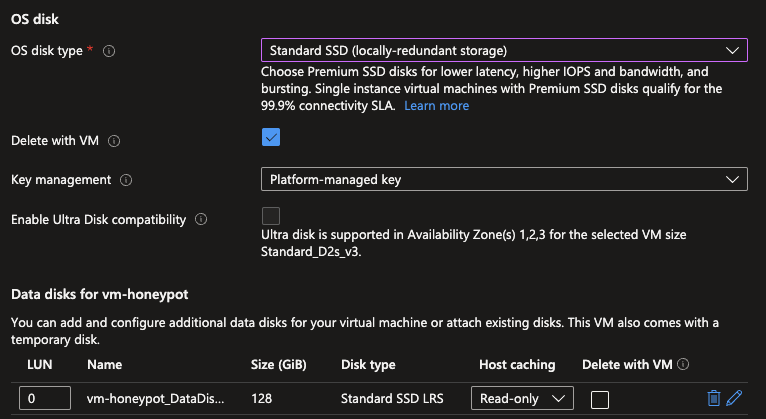 OS disk
OS disk type *
Standard SSD (locally-redundant storage)
Choose Premium SSD disks for lower latency, higher IOPS and bandwidth, and
bursting. Single instance virtual machines with Premium SSD disks qualify for the
99.9% connectivity SLA. Learn more
Delete with VM
Key management
Platform-managed key
Enable Ultra Disk compatibility
Ultra disk is supported in Availability Zone(s) 1,2,3 for the selected VM size
Standard_D2s_v3.
Data disks for vm-honeypot
You can add and configure additional data disks for your virtual machine or attach existing disks. This VM also comes with a
temporary disk.
LUN Name Size (GiB) Disk type Host caching Delete with VM
0 vm-honeypot_DataDis... 128 Standard SSD LRS Read-only